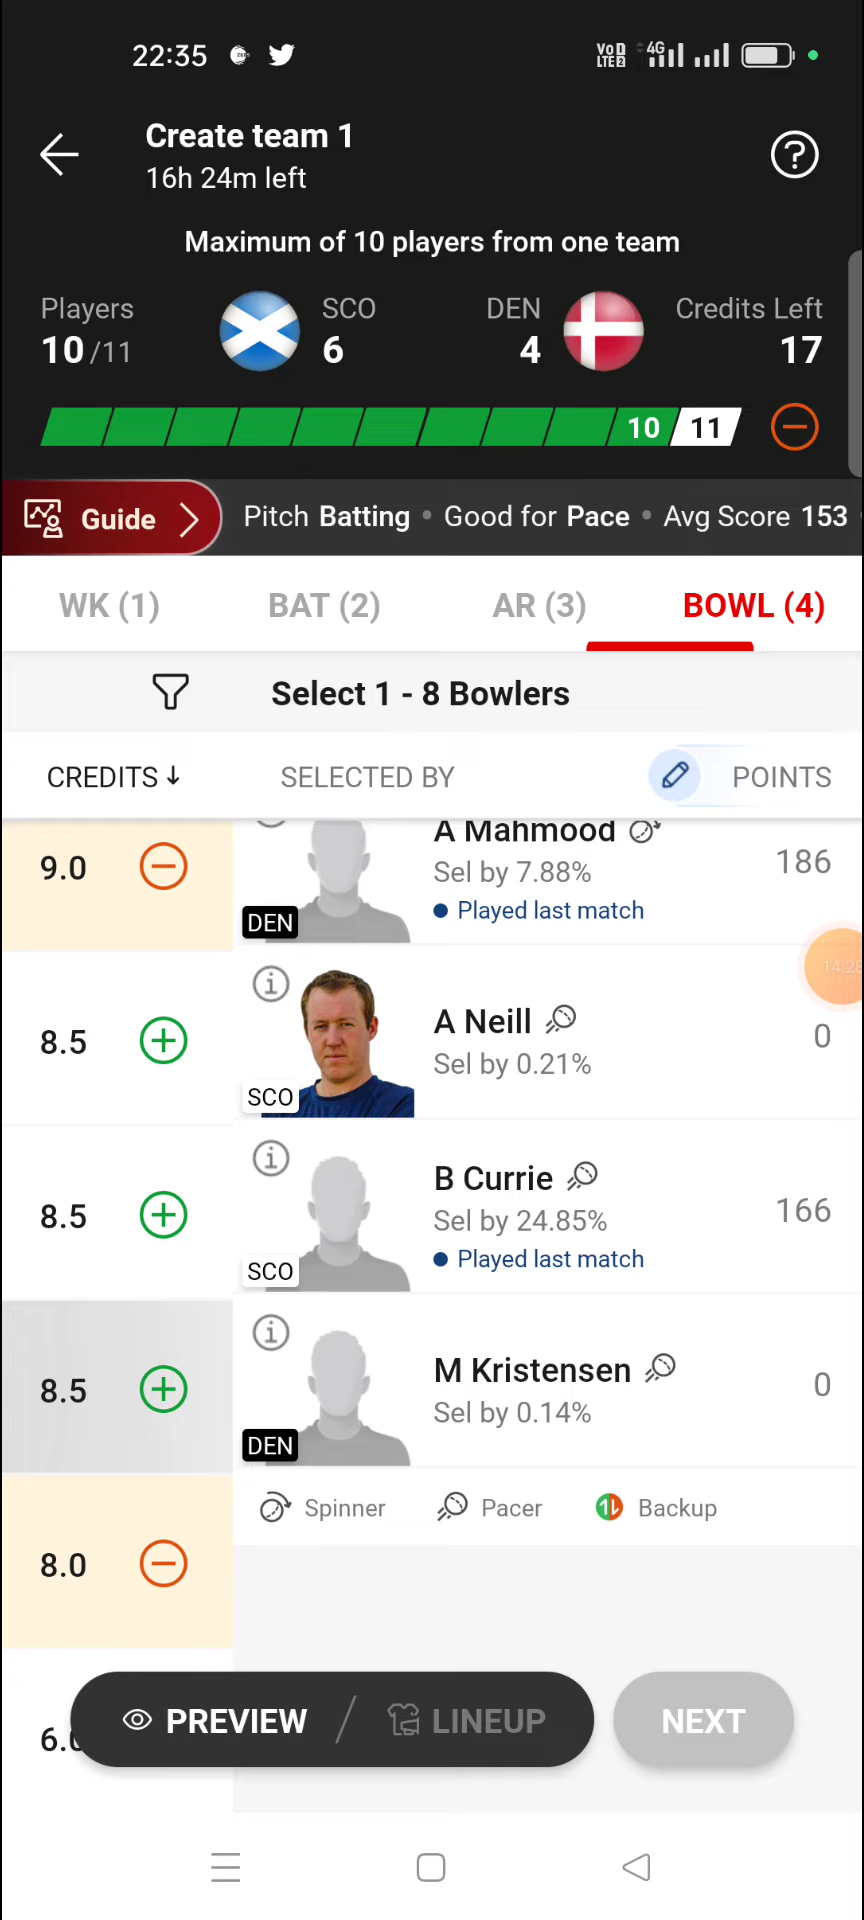 22:35
Vo LTE2 4G
Create team 1
16h 24m left
Maximum of 10 players from one team
Players SCO DEN Credits Left
10/11 6 4 17
10 11
Guide Pitch Batting • Good for Pace • Avg Score 153
WK (1) BAT (2) AR (3) BOWL (4)
Select 1 - 8 Bowlers
CREDITS ↓ SELECTED BY POINTS
A Mahmood
9.0 186
Sel by 7.88%
Played last match
DEN
14:28
A Neill
8.5 0
Sel by 0.21%
SCO
B Currie
8.5 166
Sel by 24.85%
Played last match
SCO
M Kristensen
8.5 0
Sel by 0.14%
DEN
Spinner Pacer Backup
8.0
PREVIEW / LINEUP NEXT